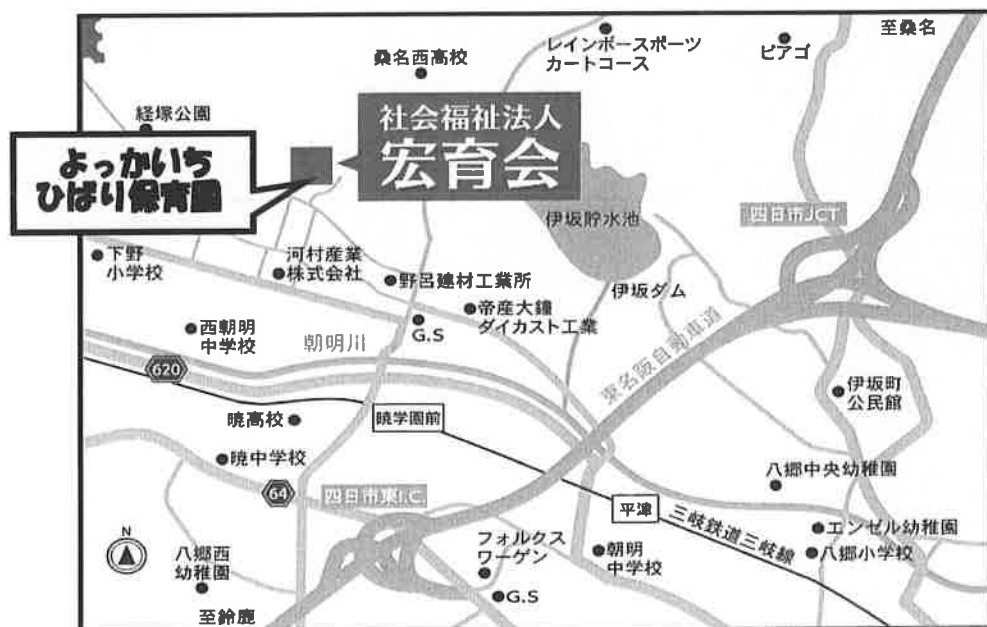 至桑名
レインボースポーツ
カートコース
ピアゴ
桑名西高校
経塚公園
社会福祉法人
宏育会
よっかいち
ひばり保育園
四日市JCT
伊坂貯水池
下野
小学校
河村産業
株式会社
野呂建材工業所
伊坂ダム
帝産大鐘
ダイカスト工業
G.S
西朝明
中学校
朝明川
東名阪自動車道
620
伊坂町
公民館
暁高校
暁学園前
暁中学校
八郷中央幼稚園
64
四日市東I.C.
平津
三岐鉄道三岐線
エンゼル幼稚園
八郷小学校
N
フォルクス
ワーゲン
朝明
中学校
八郷西
幼稚園
G.S
至鈴鹿